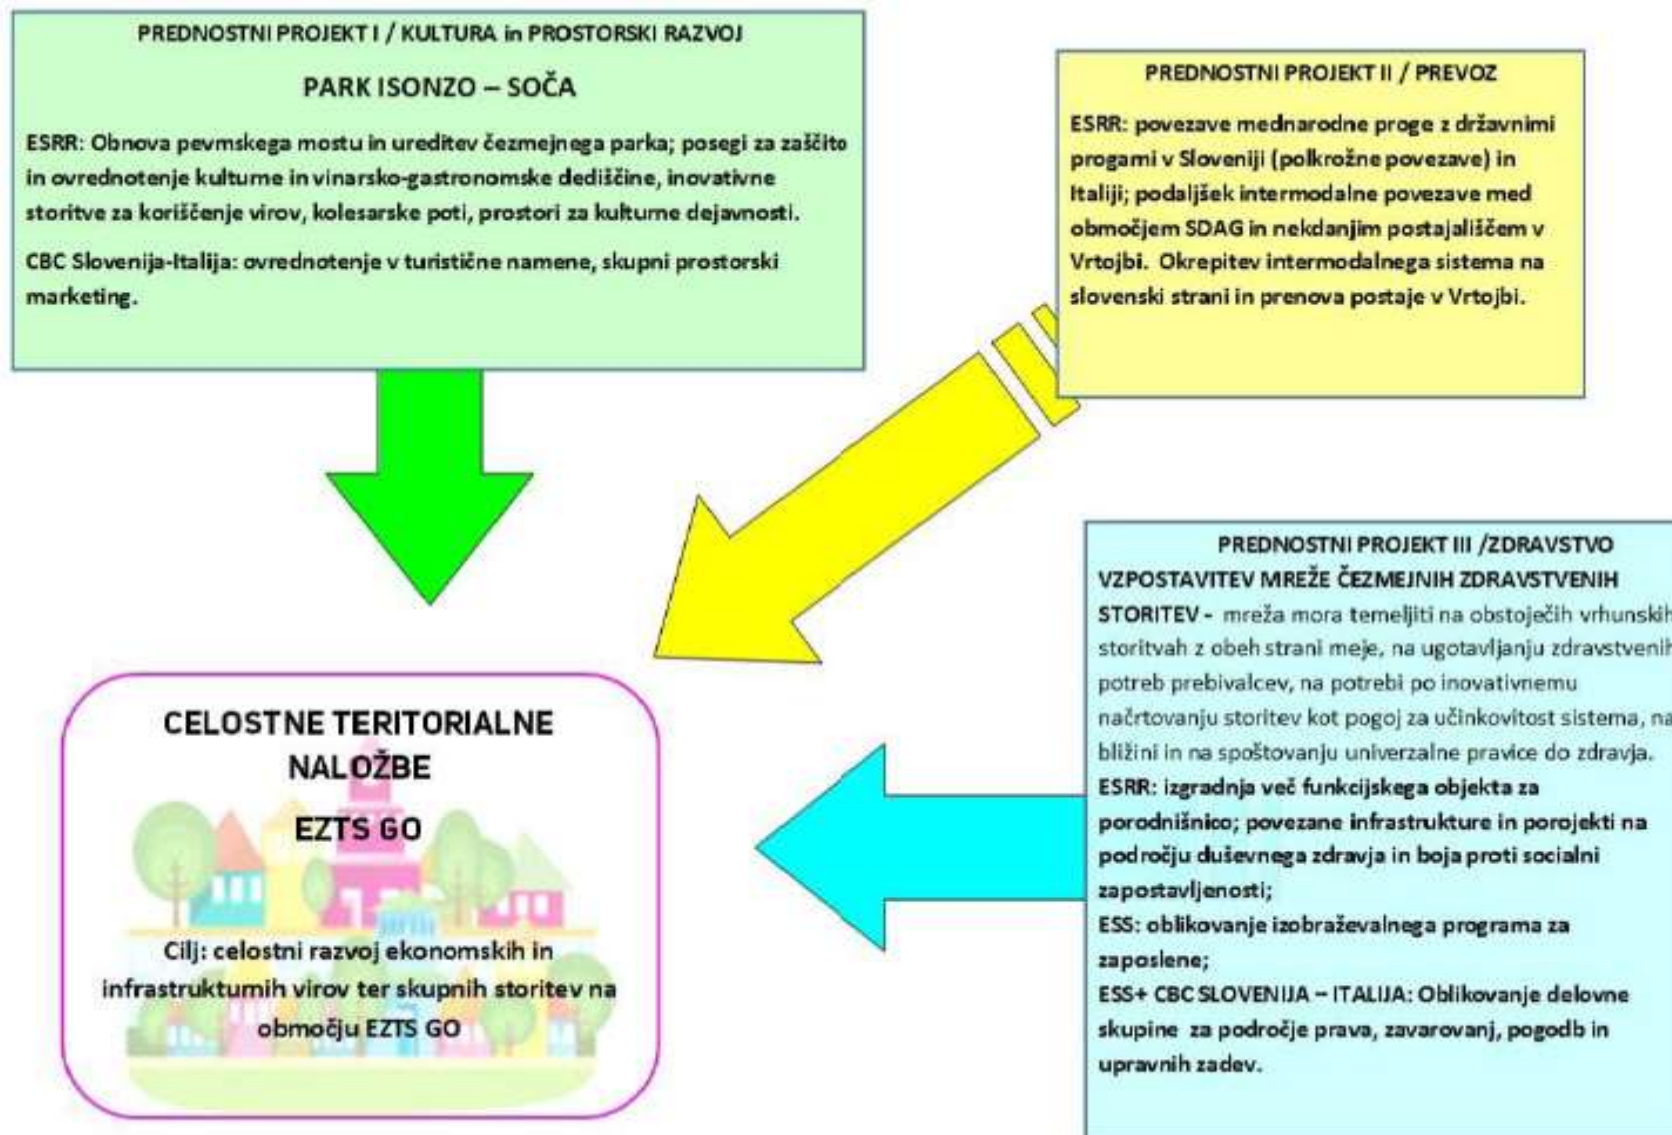 PREDNOSTNI PROJEKT I / KULTURA in PROSTORSKI RAZVOJ
PARK ISONZO – SOČA
ESRR: Obnova pevmskega mostu in ureditev čezmejnega parka; posegi za zaščito
in ovrednotenje kulturne in vinarsko-gastronomske dediščine, inovativne
storitve za koriščenje virov, kolesarske poti, prostori za kulturne dejavnosti.
CBC Slovenija-Italija: ovrednotenje v turistične namene, skupni prostorski
marketing.
PREDNOSTNI PROJEKT II / PREVOZ
ESRR: povezave mednarodne proge z državnimi
progami v Sloveniji (polkrožne povezave) in
Italiji; podaljšek intermodalne povezave med
območjem SDAG in nekdanjim postajališčem v
Vrtojbi. Okrepitev intermodalnega sistema na
slovenski strani in prenova postaje v Vrtojbi.
PREDNOSTNI PROJEKT III /ZDRAVSTVO
VZPOSTAVITEV MREŽE ČEZMEJNIH ZDRAVSTVENIH
STORITEV - mreža mora temeljiti na obstoječih vrhunskih
storitvah z obeh strani meje, na ugotavljanju zdravstvenih
potreb prebivalcev, na potrebi po inovativnemu
načrtovanju storitev kot pogoj za učinkovitost sistema, na
bližini in na spoštovanju univerzalne pravice do zdravja.
ESRR: izgradnja več funkcijskega objekta za
porodnišnico; povezane infrastrukture in porojekti na
področju duševnega zdravja in boja proti socialni
zapostavljenosti;
ESS: oblikovanje izobraževalnega programa za
zaposlene;
ESS+ CBC SLOVENIJA – ITALIJA: Oblikovanje delovne
skupine za področje prava, zavarovanj, pogodb in
upravnih zadev.
CELOSTNE TERITORIALNE
NALOŽBE
EZTS GO
Cilj: celostni razvoj ekonomskih in
infrastrukturnih virov ter skupnih storitev na
območju EZTS GO